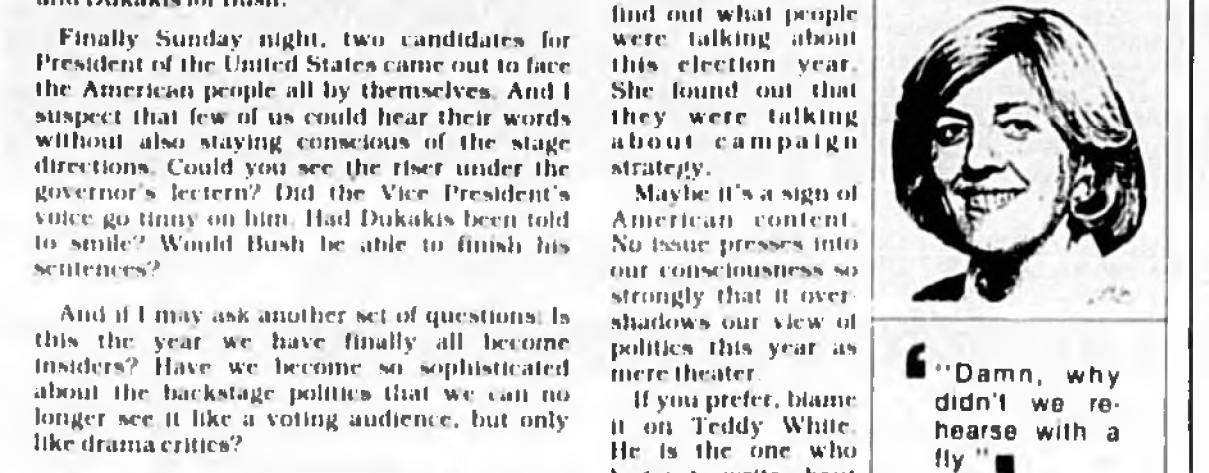 and Dukakis for Bush.
Finally Sunday night, two candidates for
President of the United States came out to face
the American people all by themselves. And I
suspect that few of us could hear their words
without also staying conscious of the stage
directions. Could you see the riser under the
governor's lectern? Did the Vice President's
voice go tinny on him. Had Dukakis been told
to smile? Would Bush be able to finish his
sentences?
And if I may ask another set of questions: Is
this the year we have finally all become
insiders? Have we become so sophisticated
about the backstage politics that we can no
longer see it like a voting audience, but only
like drama critics?
find out what people
were talking about
this election year.
She found out that
they were talking
about campaign
strategy.
Maybe it's a sign of
American content.
No issue presses into
our consciousness so
strongly that it over-
shadows our view of
politics this year as
mere theater.
If you prefer, blame
it on Teddy White.
He is the one who
"Damn, why
didn't we re-
hearse with a
fly"